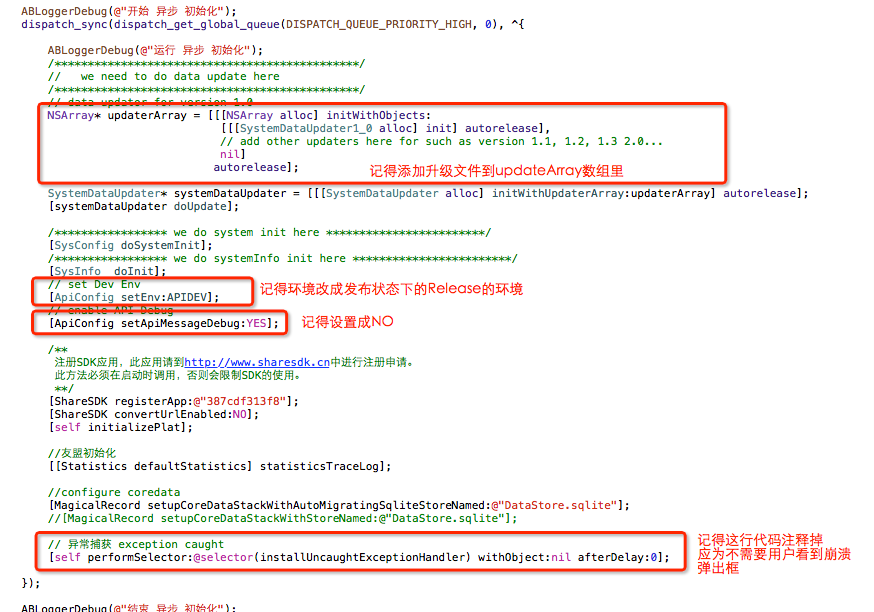 ABLoggerDebug(@"开始 异步 初始化");
dispatch_sync(dispatch_get_global_queue(DISPATCH_QUEUE_PRIORITY_HIGH, 0), ^{
ABLoggerDebug(@"运行 异步 初始化");
/**********************************************/
//   we need to do data update here
/**********************************************/
// data updater for version 1.0
NSArray* updaterArray = [[[NSArray alloc] initWithObjects:
[[[SystemDataUpdater1_0 alloc] init] autorelease],
// add other updaters here for such as version 1.1, 1.2, 1.3 2.0...
nil]
autorelease];
记得添加升级文件到updateArray数组里
SystemDataUpdater* systemDataUpdater = [[[SystemDataUpdater alloc] initWithUpdaterArray:updaterArray] autorelease];
[systemDataUpdater doUpdate];
/***************** we do system init here ************************/
[SysConfig doSystemInit];
/***************** we do systemInfo init here ************************/
[SysInfo  doInit];
// set Dev Env
[ApiConfig setEnv:APIDEV];
记得环境改成发布状态下的Release的环境
// enable API Debug
[ApiConfig setApiMessageDebug:YES];
记得设置成NO
/**
注册SDK应用，此应用请到http://www.sharesdk.cn中进行注册申请。
此方法必须在启动时调用，否则会限制SDK的使用。
**/
[ShareSDK registerApp:@"387cdf313f8"];
[ShareSDK convertUrlEnabled:NO];
[self initializePlat];
//友盟初始化
[[Statistics defaultStatistics] statisticsTraceLog];
//configure coredata
[MagicalRecord setupCoreDataStackWithAutoMigratingSqliteStoreNamed:@"DataStore.sqlite"];
//[MagicalRecord setupCoreDataStackWithStoreNamed:@"DataStore.sqlite"];
// 异常捕获 exception caught
[self performSelector:@selector(installUncaughtExceptionHandler) withObject:nil afterDelay:0];
记得这行代码注释掉
应为不需要用户看到崩溃
弹出框
});
ABLoggerDebug(@"结束 异步 初始化");